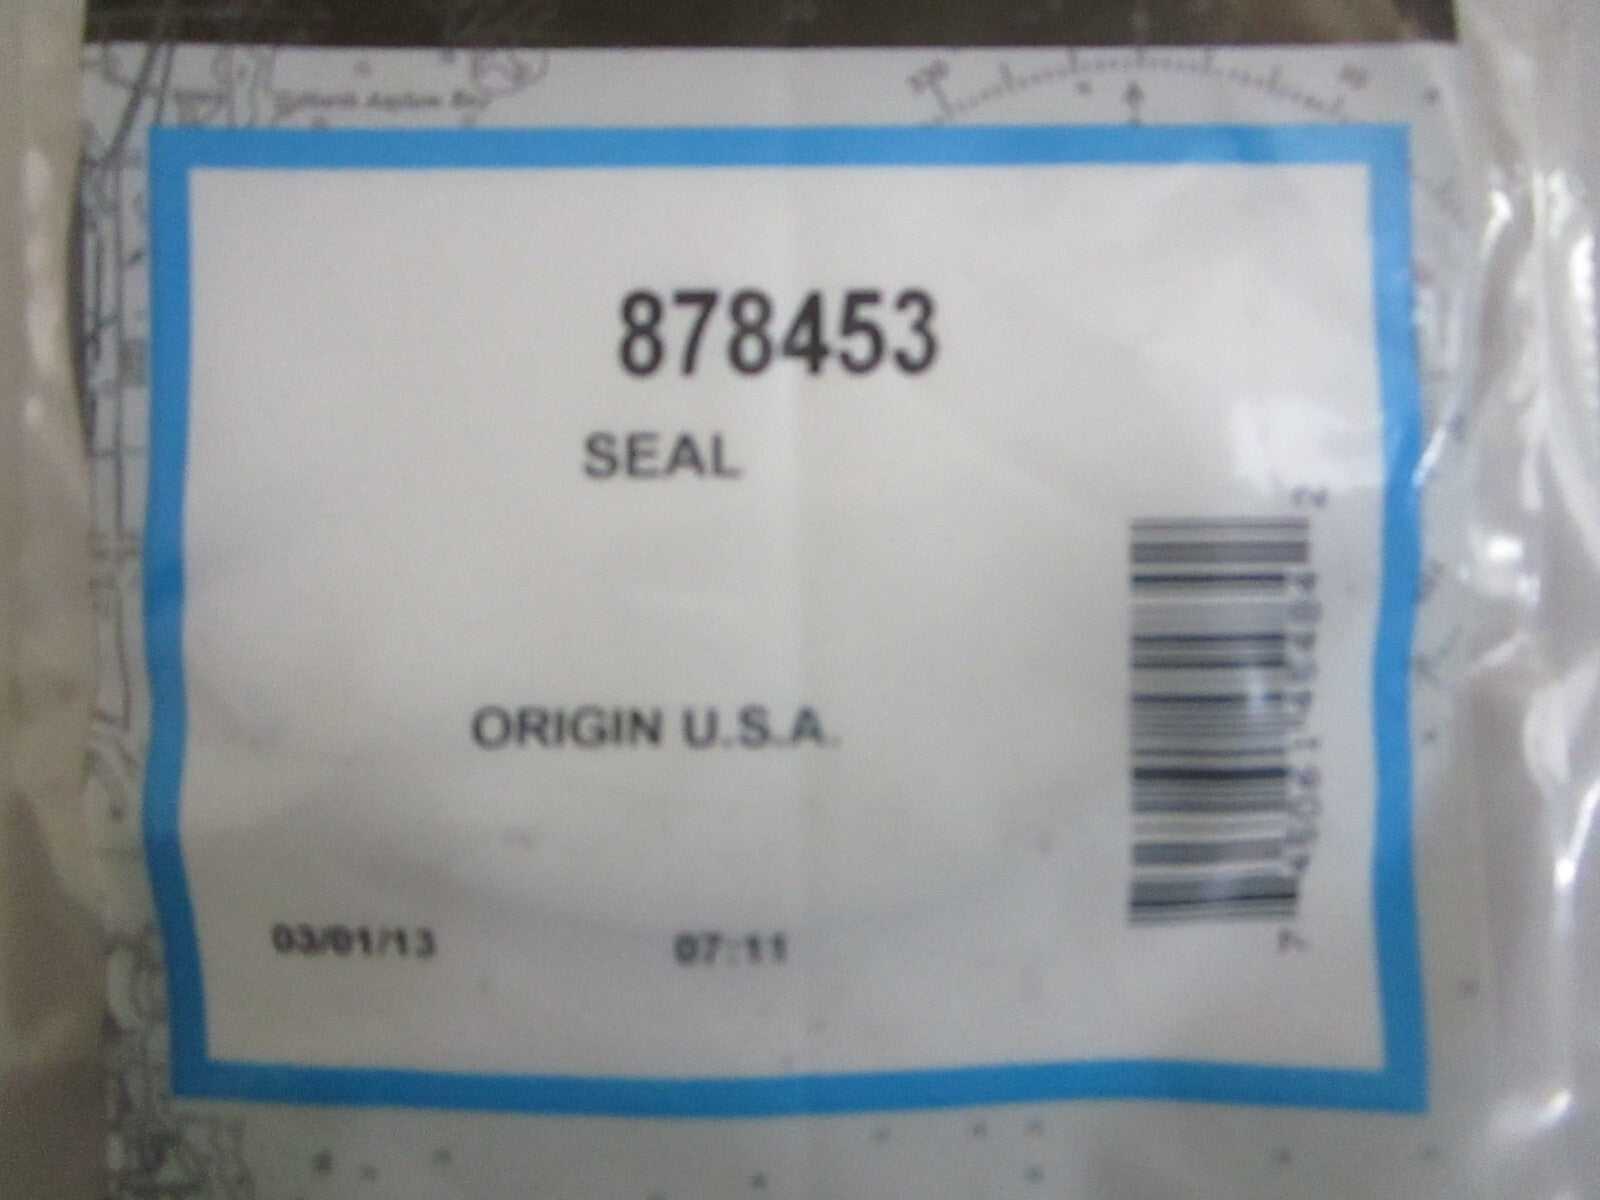 878453
SEAL
ORIGIN U.S.A.
03/01/13 07:11